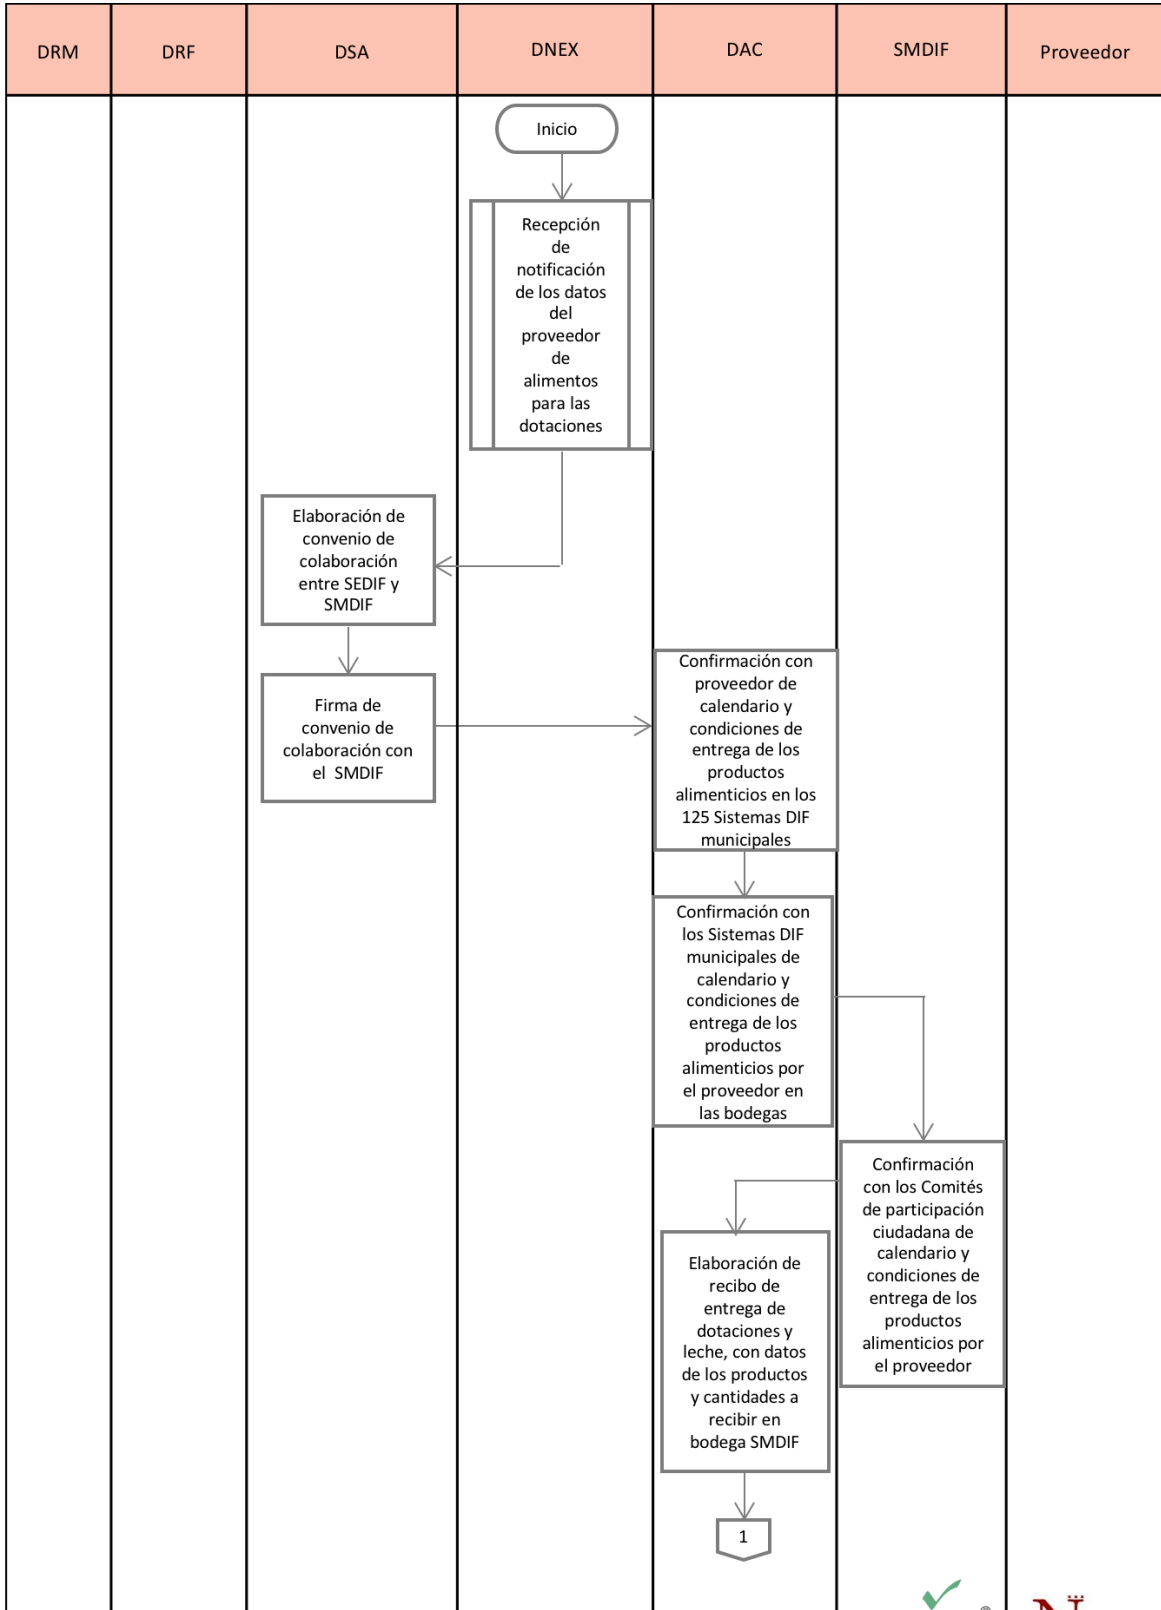 DRM
DRF
DSA
DNEX
DAC
SMDIF
Proveedor
Inicio
Recepción
de
notificación
de los datos
del
proveedor
de
alimentos
para las
dotaciones
Elaboración de
convenio de
colaboración
entre SEDIF y
SMDIF
Firma de
convenio de
colaboración con
el SMDIF
Confirmación con
proveedor de
calendario y
condiciones de
entrega de los
productos
alimenticios en los
125 Sistemas DIF
municipales
Confirmación con
los Sistemas DIF
municipales de
calendario y
condiciones de
entrega de los
productos
alimenticios por
el proveedor en
las bodegas
Confirmación
con los Comités
de participación
ciudadana de
calendario y
condiciones de
entrega de los
productos
alimenticios por
el proveedor
Elaboración de
recibo de
entrega de
dotaciones y
leche, con datos
de los productos
y cantidades a
recibir en
bodega SMDIF
1